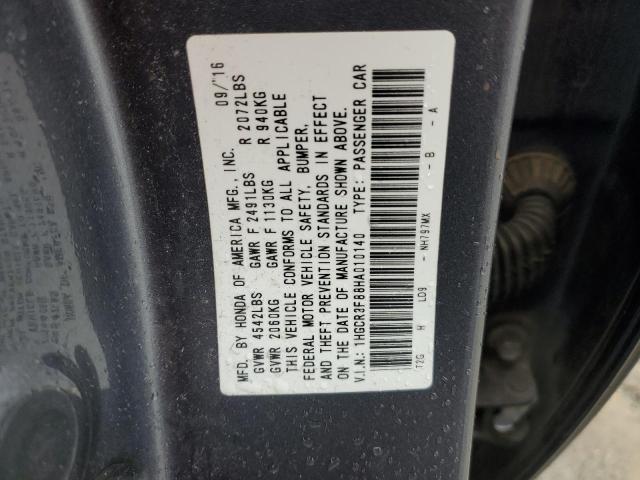 MFD. BY HONDA OF AMERICA MFG., INC. 09/'16
GVWR 4542LBS GAWR F 2491LBS R 2072LBS
GVWR 2060KG GAWR F 1130KG R 940KG
THIS VEHICLE CONFORMS TO ALL APPLICABLE
FEDERAL MOTOR VEHICLE SAFETY, BUMPER,
AND THEFT PREVENTION STANDARDS IN EFFECT
ON THE DATE OF MANUFACTURE SHOWN ABOVE.
V.I.N.: 1HGCR3F88HA010140 TYPE: PASSENGER CAR
T2G H LD9 - NH797MX - B - A